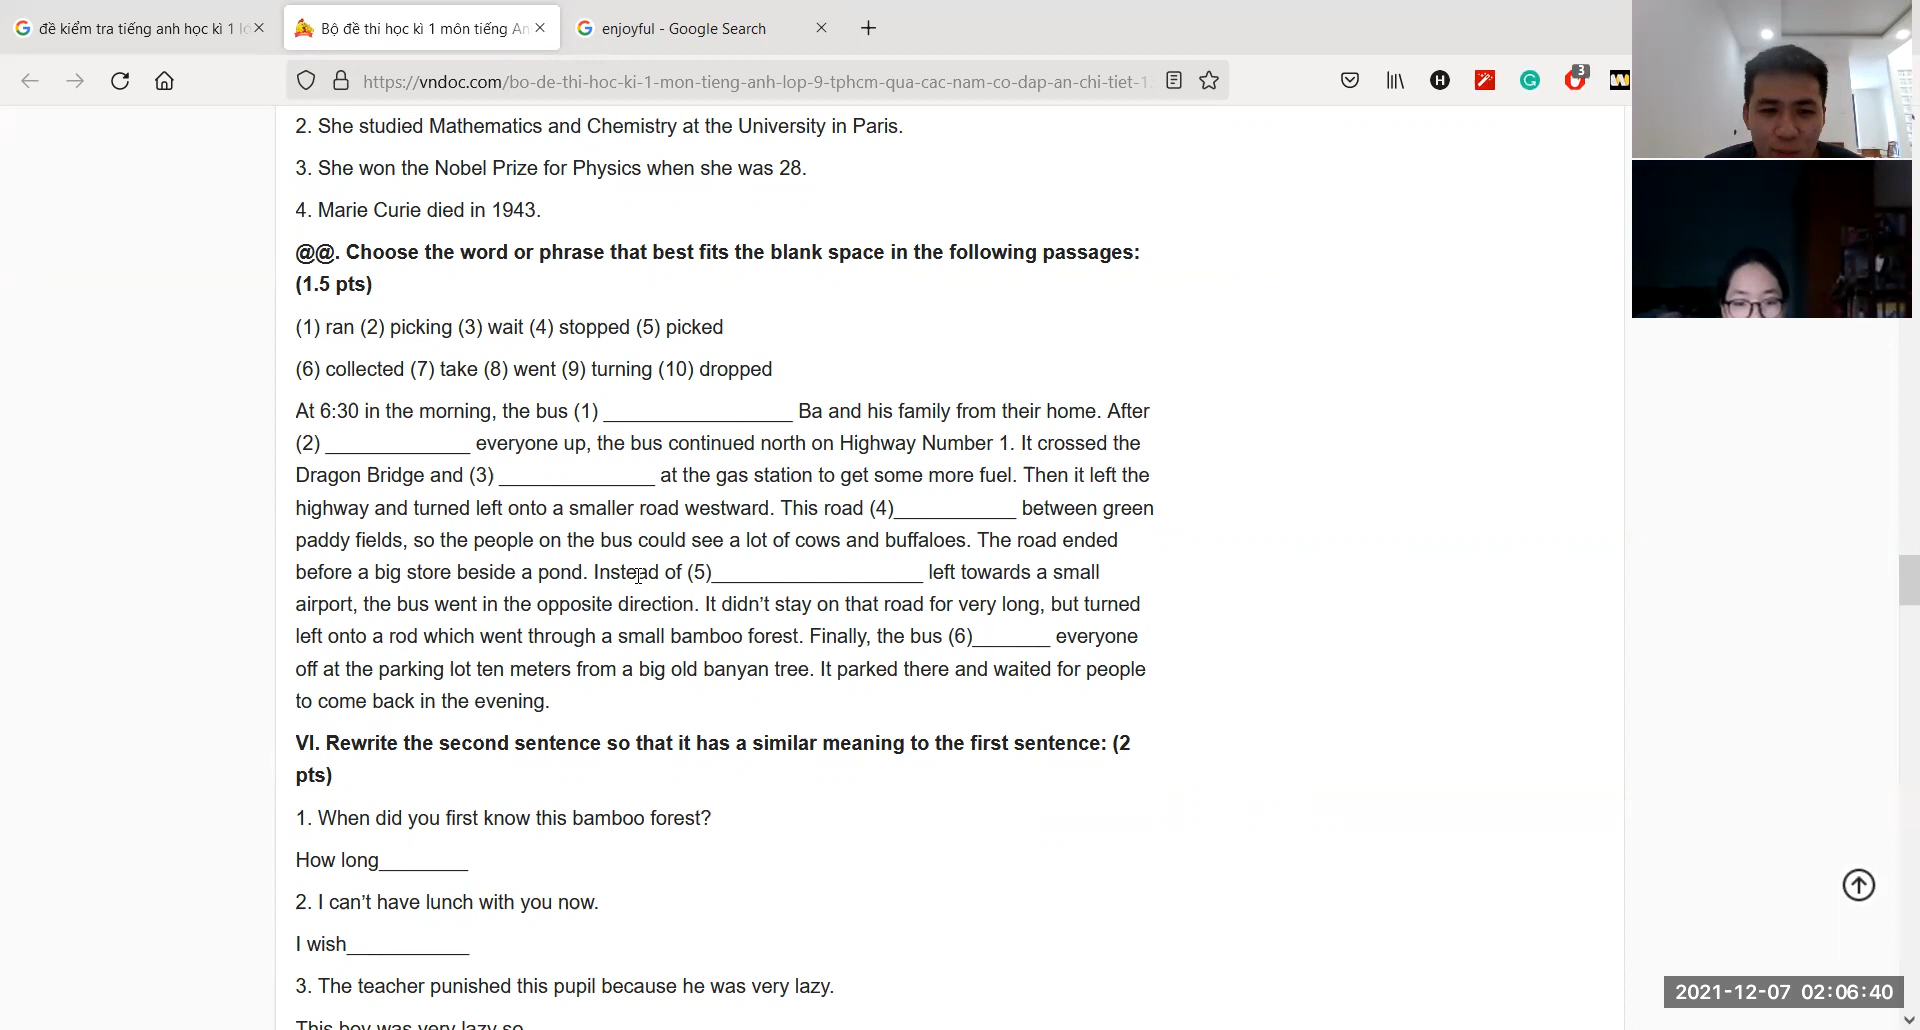 đề kiểm tra tiếng anh học kì 1 lớ
Bộ đề thi học kì 1 môn tiếng An
enjoyful - Google Search
https://vndoc.com/bo-de-thi-hoc-ki-1-mon-tieng-anh-lop-9-tphcm-qua-cac-nam-co-dap-an-chi-tiet-1
3
2. She studied Mathematics and Chemistry at the University in Paris.
3. She won the Nobel Prize for Physics when she was 28.
4. Marie Curie died in 1943.
@@. Choose the word or phrase that best fits the blank space in the following passages:
(1.5 pts)
(1) ran (2) picking (3) wait (4) stopped (5) picked
(6) collected (7) take (8) went (9) turning (10) dropped
At 6:30 in the morning, the bus (1) _________________ Ba and his family from their home. After
(2) _____________ everyone up, the bus continued north on Highway Number 1. It crossed the
Dragon Bridge and (3) ______________ at the gas station to get some more fuel. Then it left the
highway and turned left onto a smaller road westward. This road (4)___________ between green
paddy fields, so the people on the bus could see a lot of cows and buffaloes. The road ended
before a big store beside a pond. Instead of (5)___________________ left towards a small
airport, the bus went in the opposite direction. It didn’t stay on that road for very long, but turned
left onto a rod which went through a small bamboo forest. Finally, the bus (6)_______ everyone
off at the parking lot ten meters from a big old banyan tree. It parked there and waited for people
to come back in the evening.
VI. Rewrite the second sentence so that it has a similar meaning to the first sentence: (2
pts)
1. When did you first know this bamboo forest?
How long________
2. I can’t have lunch with you now.
I wish___________
3. The teacher punished this pupil because he was very lazy.
This boy was very lazy so
2021-12-07 02:06:40